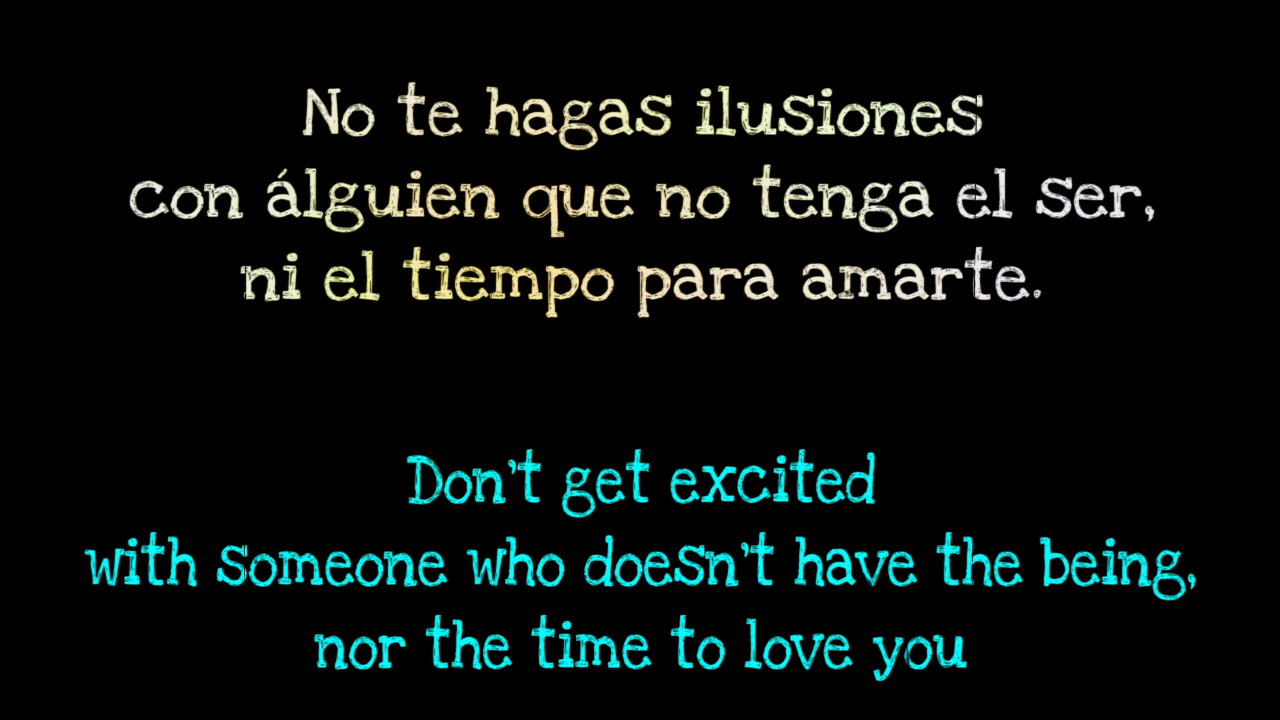 No te hagas ilusiones
con álguien que no tenga el ser,
ni el tiempo para amarte.
Don't get excited
with someone who doesn't have the being,
nor the time to love you